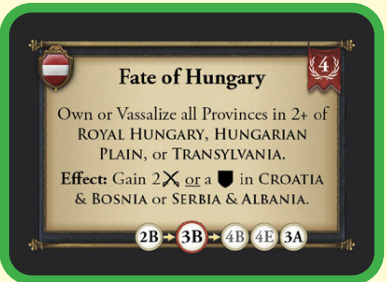 4
Fate of Hungary
Own or Vassalize all Provinces in 2+ of
ROYAL HUNGARY, HUNGARIAN
PLAIN, or TRANSYLVANIA.
Effect: Gain 2 or a in CROATIA
& BOSNIA or SERBIA & ALBANIA.
2B 3B 4B 4E 3A